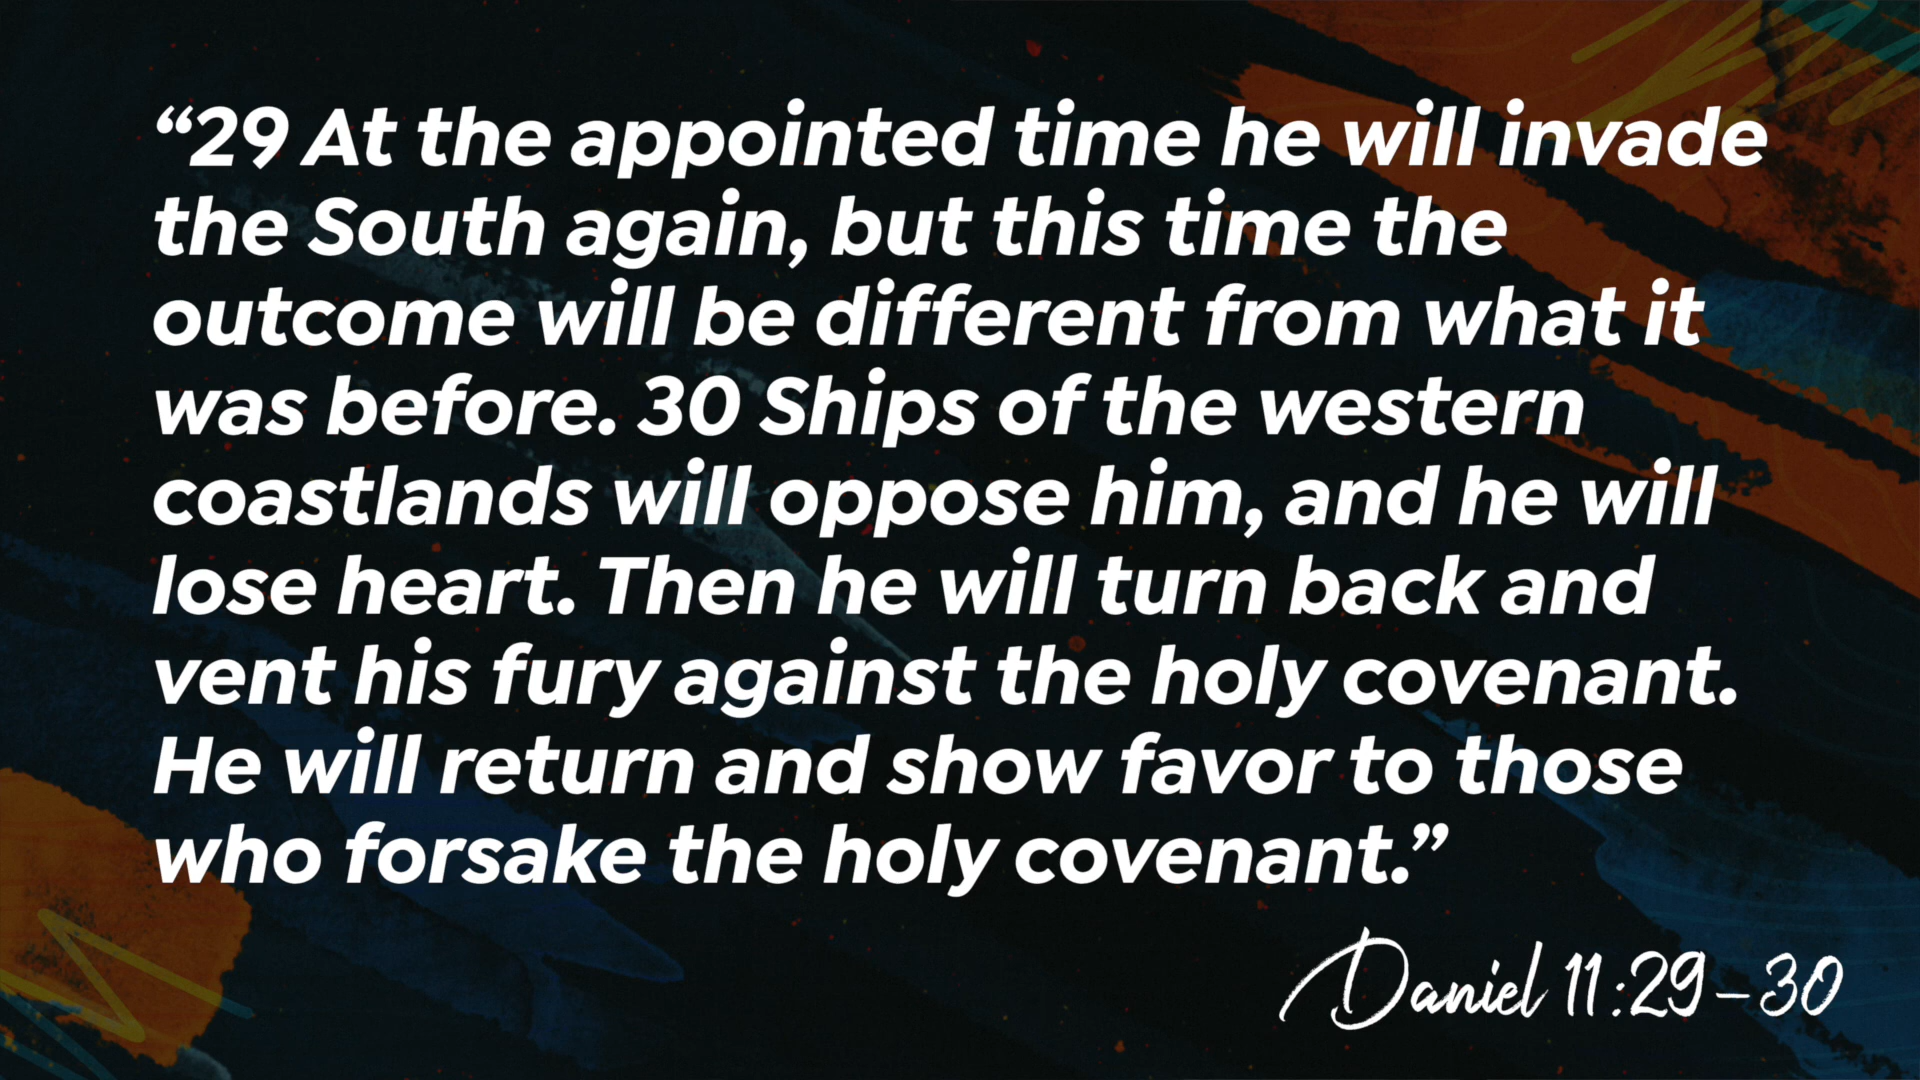 “29 At the appointed time he will invade
the South again, but this time the
outcome will be different from what it
was before. 30 Ships of the western
coastlands will oppose him, and he will
lose heart. Then he will turn back and
vent his fury against the holy covenant.
He will return and show favor to those
who forsake the holy covenant.”
Daniel 11:29–30